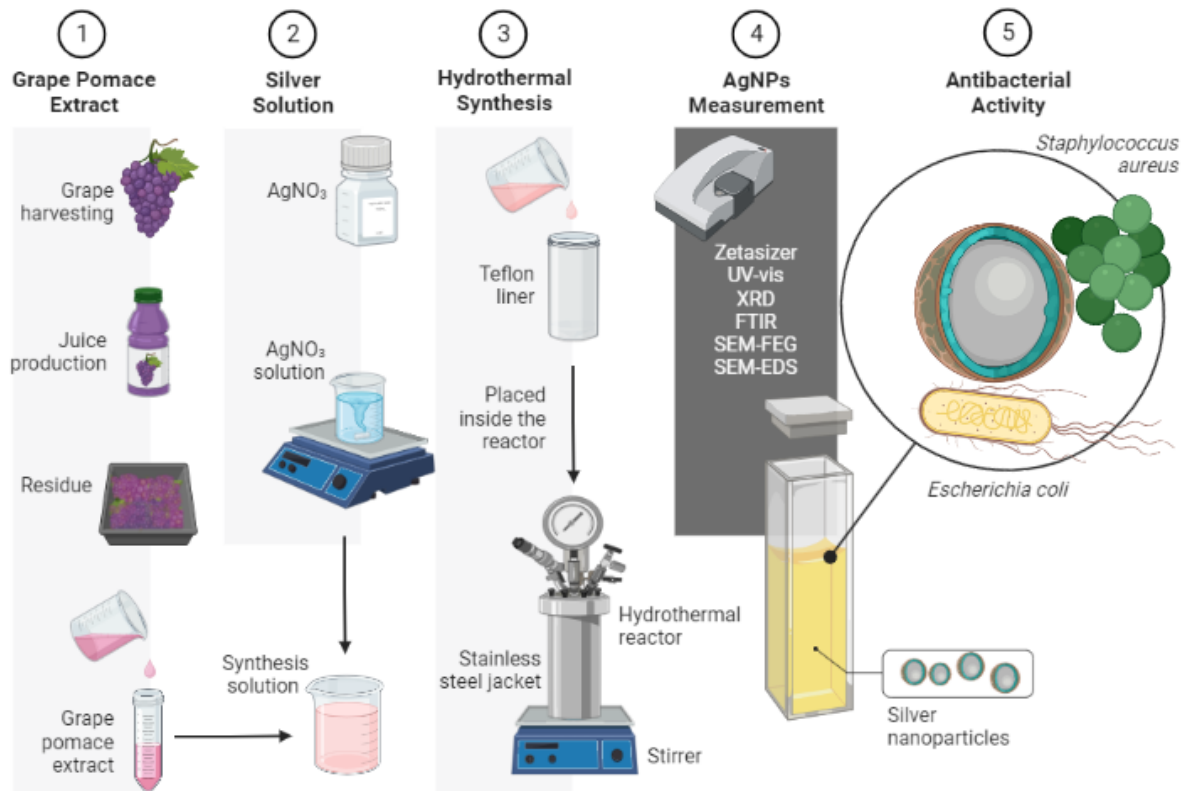 1
Grape Pomace
Extract
Grape
harvesting
Juice
production
Residue
Grape
pomace
extract
2
Silver
Solution
AgNO₃
AgNO₃
solution
Synthesis
solution
3
Hydrothermal
Synthesis
Teflon
liner
Placed
inside the
reactor
Hydrothermal
reactor
Stainless
steel jacket
Stirrer
4
AgNPs
Measurement
Zetasizer
UV-vis
XRD
FTIR
SEM-FEG
SEM-EDS
5
Antibacterial
Activity
Staphylococcus
aureus
Escherichia coli
Silver
nanoparticles